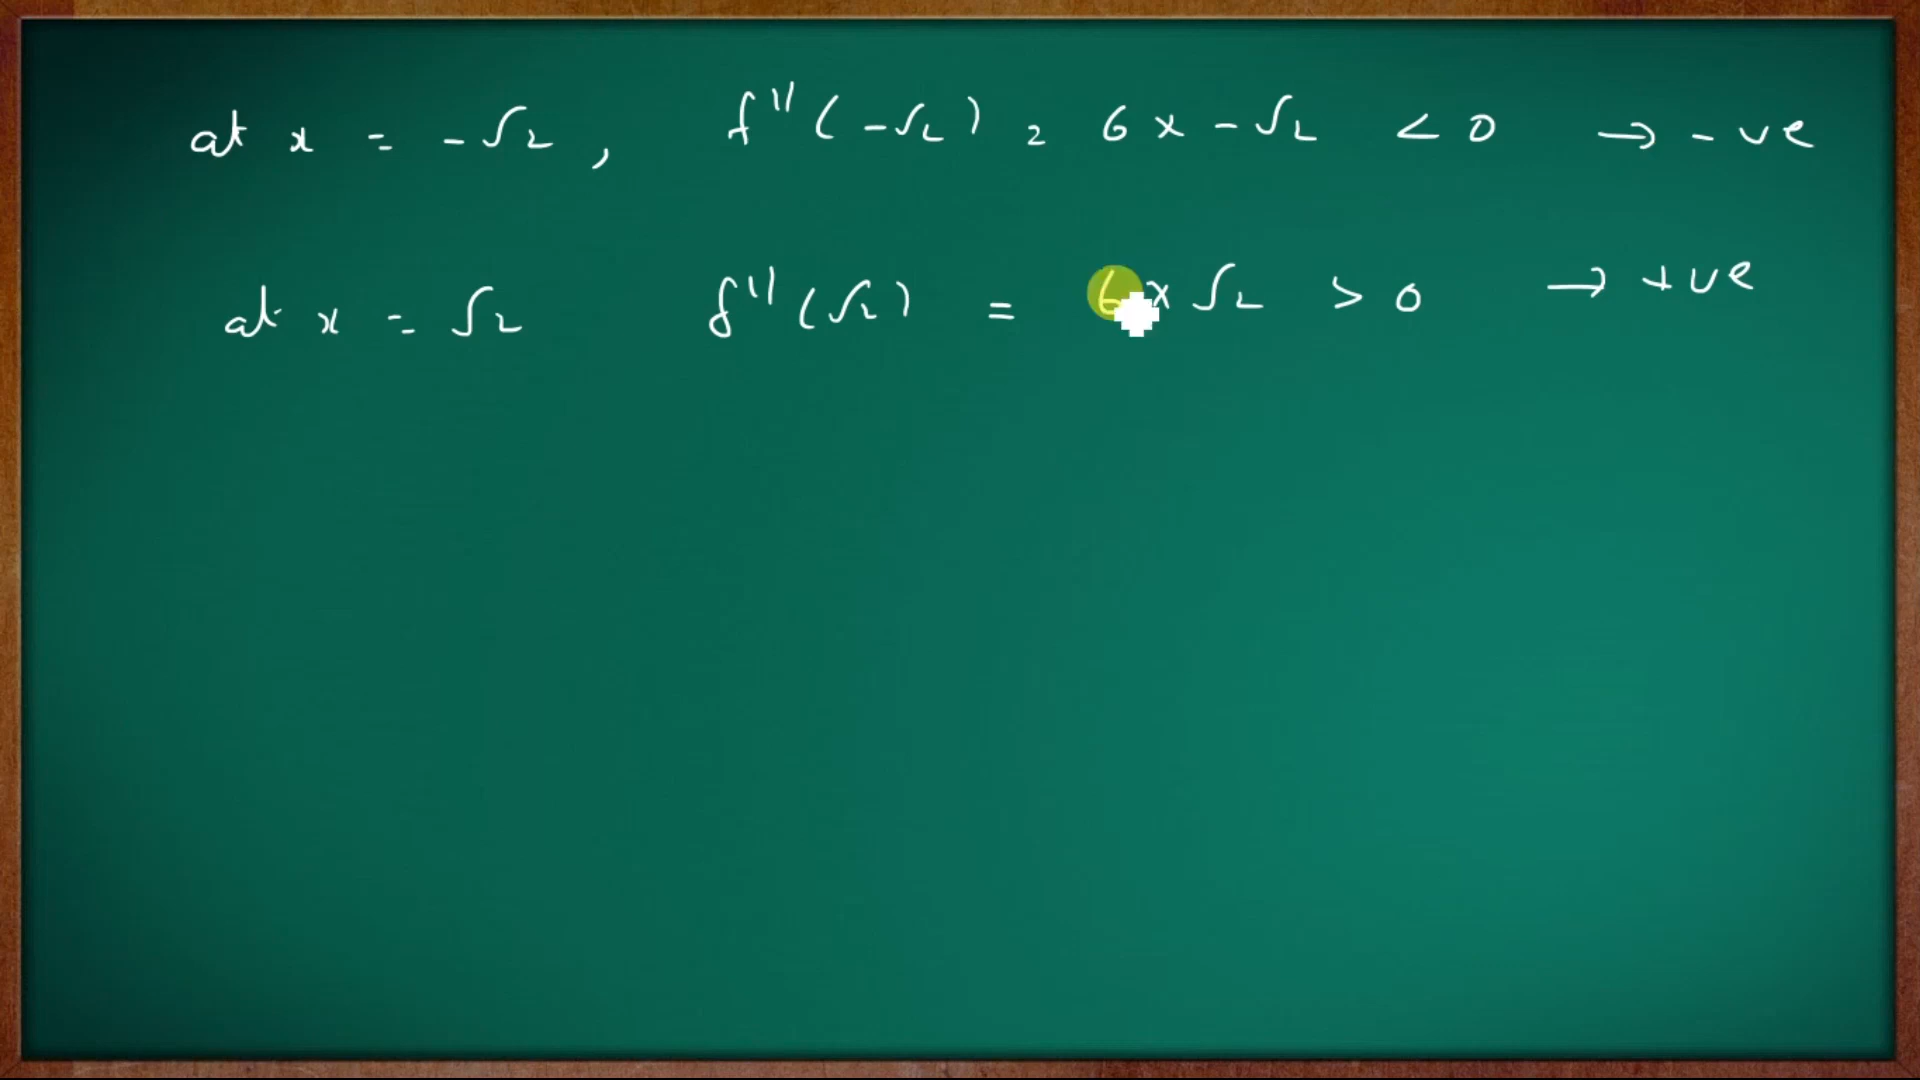 at x = -√2, f''(-√2) = 6 x -√2 < 0 → -ve
at x = √2 f''(√2) = 6 x √2 > 0 → +ve